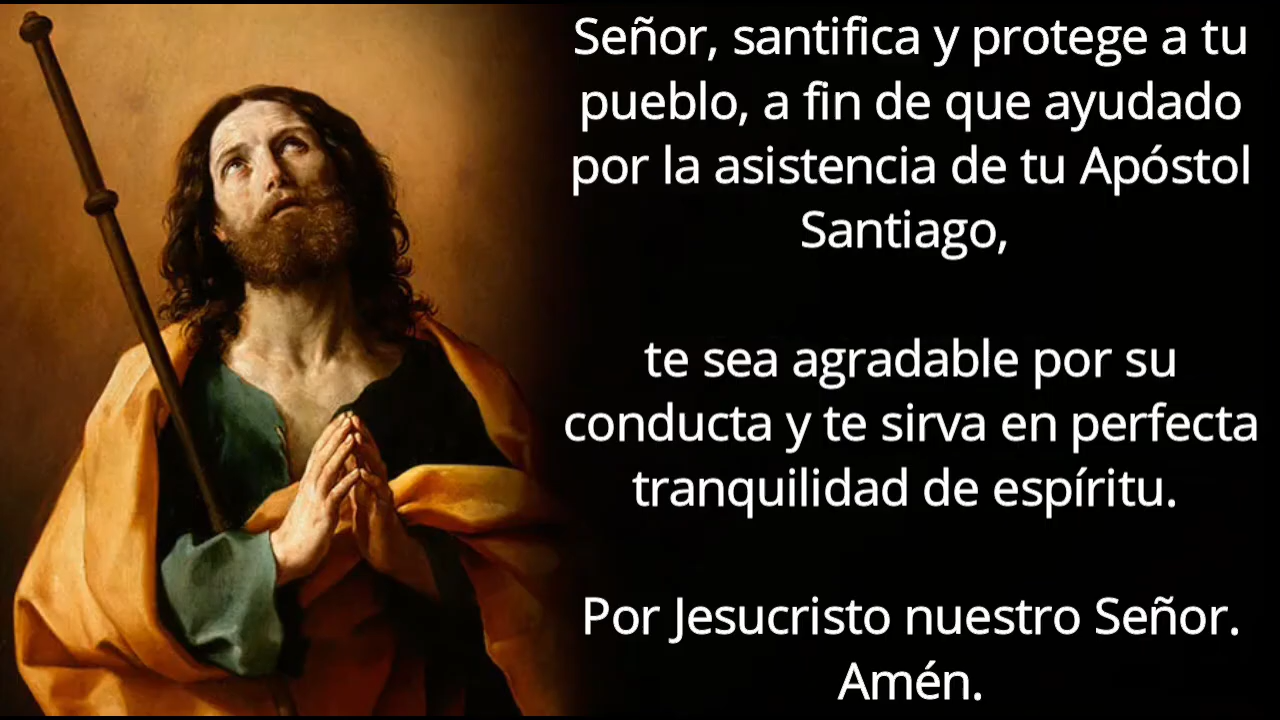 Señor, santifica y protege a tu
pueblo, a fin de que ayudado
por la asistencia de tu Apóstol
Santiago,
te sea agradable por su
conducta y te sirva en perfecta
tranquilidad de espíritu.
Por Jesucristo nuestro Señor.
Amén.